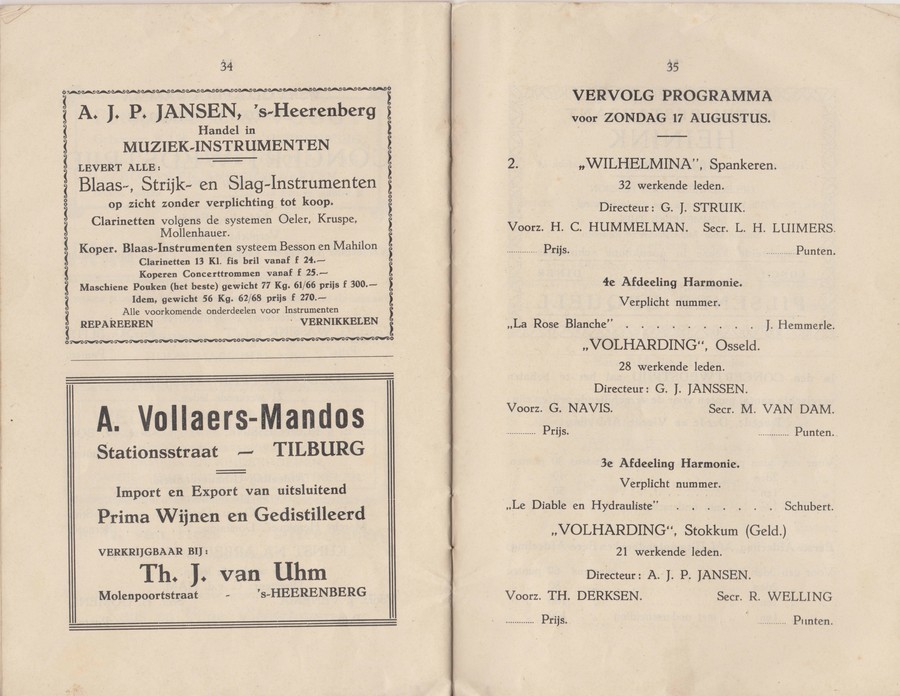 34
A. J. P. JANSEN, 's-Heerenberg
Handel in
MUZIEK-INSTRUMENTEN
LEVERT ALLE:
Blaas-, Strijk- en Slag-Instrumenten
op zicht zonder verplichting tot koop.
Clarinetten volgens de systemen Oeler, Kruspe,
Mollenhauer.
Koper. Blaas-Instrumenten systeem Besson en Mahilon
Clarinetten 13 Kl. fis bril vanaf f 24.—
Koperen Concerttrommen vanaf f 25.—
Maschiene Pouken (het beste) gewicht 77 Kg. 61/66 prijs f 300.—
Idem, gewicht 56 Kg. 62/68 prijs f 270.—
Alle voorkomende onderdeelen voor Instrumenten
REPAREEREN VERNIKKELEN
A. Vollaers-Mandos
Stationsstraat — TILBURG
Import en Export van uitsluitend
Prima Wijnen en Gedistilleerd
VERKRIJGBAAR BIJ:
Th. J. van Uhm
Molenpoortstraat - 's-HEERENBERG
35
VERVOLG PROGRAMMA
voor ZONDAG 17 AUGUSTUS.
2. „WILHELMINA", Spankeren.
32 werkende leden.
Directeur: G. J. STRUIK.
Voorz. H. C. HUMMELMAN. Secr. L. H. LUIMERS
............ Prijs. ............ Punten.
4e Afdeeling Harmonie.
Verplicht nummer.
„La Rose Blanche" . . . . . . . . . J. Hemmerle.
„VOLHARDING", Osseld.
28 werkende leden.
Directeur: G. J. JANSSEN.
Voorz. G. NAVIS. Secr. M. VAN DAM.
............ Prijs. ............ Punten.
3e Afdeeling Harmonie.
Verplicht nummer.
„Le Diable en Hydrauliste" . . . . . . . Schubert.
„VOLHARDING", Stokkum (Geld.)
21 werkende leden.
Directeur: A. J. P. JANSEN.
Voorz. TH. DERKSEN. Secr. R. WELLING
............ Prijs. ............ Punten.